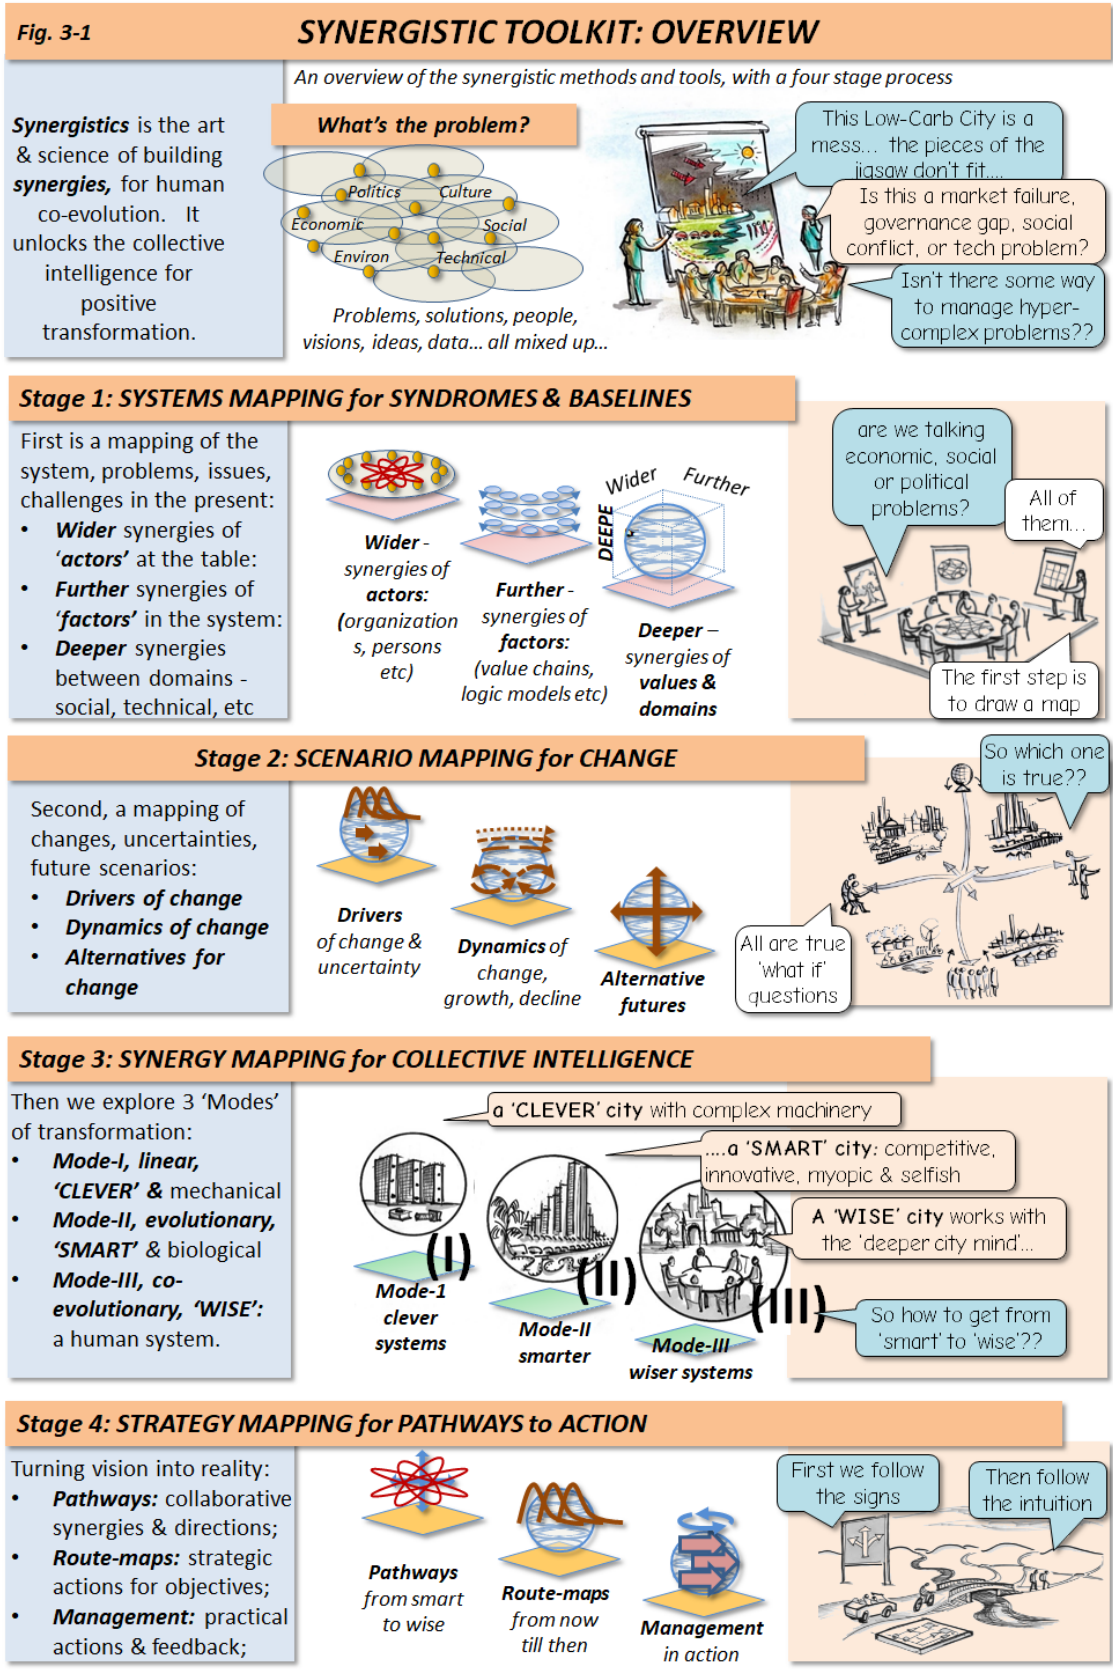 Fig. 3-1
SYNERGISTIC TOOLKIT: OVERVIEW
An overview of the synergistic methods and tools, with a four stage process
Synergistics is the art
& science of building
synergies, for human
co-evolution. It
unlocks the collective
intelligence for
positive
transformation.
What's the problem?
Politics
Culture
Economic
Social
Environ
Technical
Problems, solutions, people,
visions, ideas, data... all mixed up...
This Low-Carb City is a
mess... the pieces of the
jigsaw don't fit....
Is this a market failure,
governance gap, social
conflict, or tech problem?
Isn't there some way
to manage hyper-
complex problems??
Stage 1: SYSTEMS MAPPING for SYNDROMES & BASELINES
First is a mapping of the
system, problems, issues,
challenges in the present:
• Wider synergies of
'actors' at the table:
• Further synergies of
'factors' in the system:
• Deeper synergies
between domains -
social, technical, etc
Wider -
synergies of
actors:
(organization
s, persons
etc)
Further -
synergies of
factors:
(value chains,
logic models etc)
Wider
Further
DEEPE
Deeper –
synergies of
values &
domains
are we talking
economic, social
or political
problems?
All of
them...
The first step is
to draw a map
Stage 2: SCENARIO MAPPING for CHANGE
Second, a mapping of
changes, uncertainties,
future scenarios:
• Drivers of change
• Dynamics of change
• Alternatives for
change
Drivers
of change &
uncertainty
Dynamics of
change,
growth, decline
Alternative
futures
So which one
is true??
All are true
'what if'
questions
Stage 3: SYNERGY MAPPING for COLLECTIVE INTELLIGENCE
Then we explore 3 'Modes'
of transformation:
• Mode-I, linear,
'CLEVER' & mechanical
• Mode-II, evolutionary,
'SMART' & biological
• Mode-III, co-
evolutionary, 'WISE':
a human system.
a 'CLEVER' city with complex machinery
....a 'SMART' city: competitive,
innovative, myopic & selfish
A 'WISE' city works with
the 'deeper city mind'...
(I)
(II)
(III)
Mode-1
clever
systems
Mode-II
smarter
Mode-III
wiser systems
So how to get from
'smart' to 'wise'??
Stage 4: STRATEGY MAPPING for PATHWAYS to ACTION
Turning vision into reality:
• Pathways: collaborative
synergies & directions;
• Route-maps: strategic
actions for objectives;
• Management: practical
actions & feedback;
Pathways
from smart
to wise
Route-maps
from now
till then
Management
in action
First we follow
the signs
Then follow
the intuition